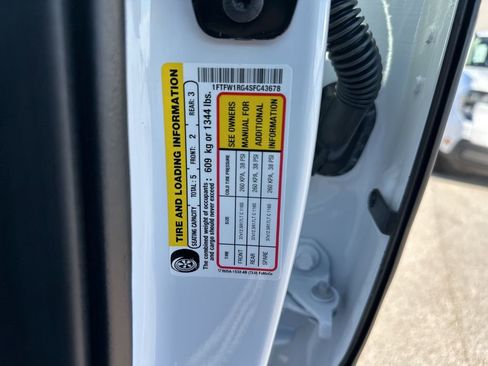 1FTFW1RG4SFC43678
TIRE AND LOADING INFORMATION
SEATING CAPACITY TOTAL: 5 FRONT: 2 REAR: 3
The combined weight of occupants and cargo should never exceed: 609 kg or 1344 lbs.
TIRE SIZE COLD TIRE PRESSURE
FRONT 260 KPA, 38 PSI
REAR 260 KPA, 38 PSI
SPARE 260 KPA, 38 PSI
SEE OWNERS
MANUAL FOR
ADDITIONAL
INFORMATION